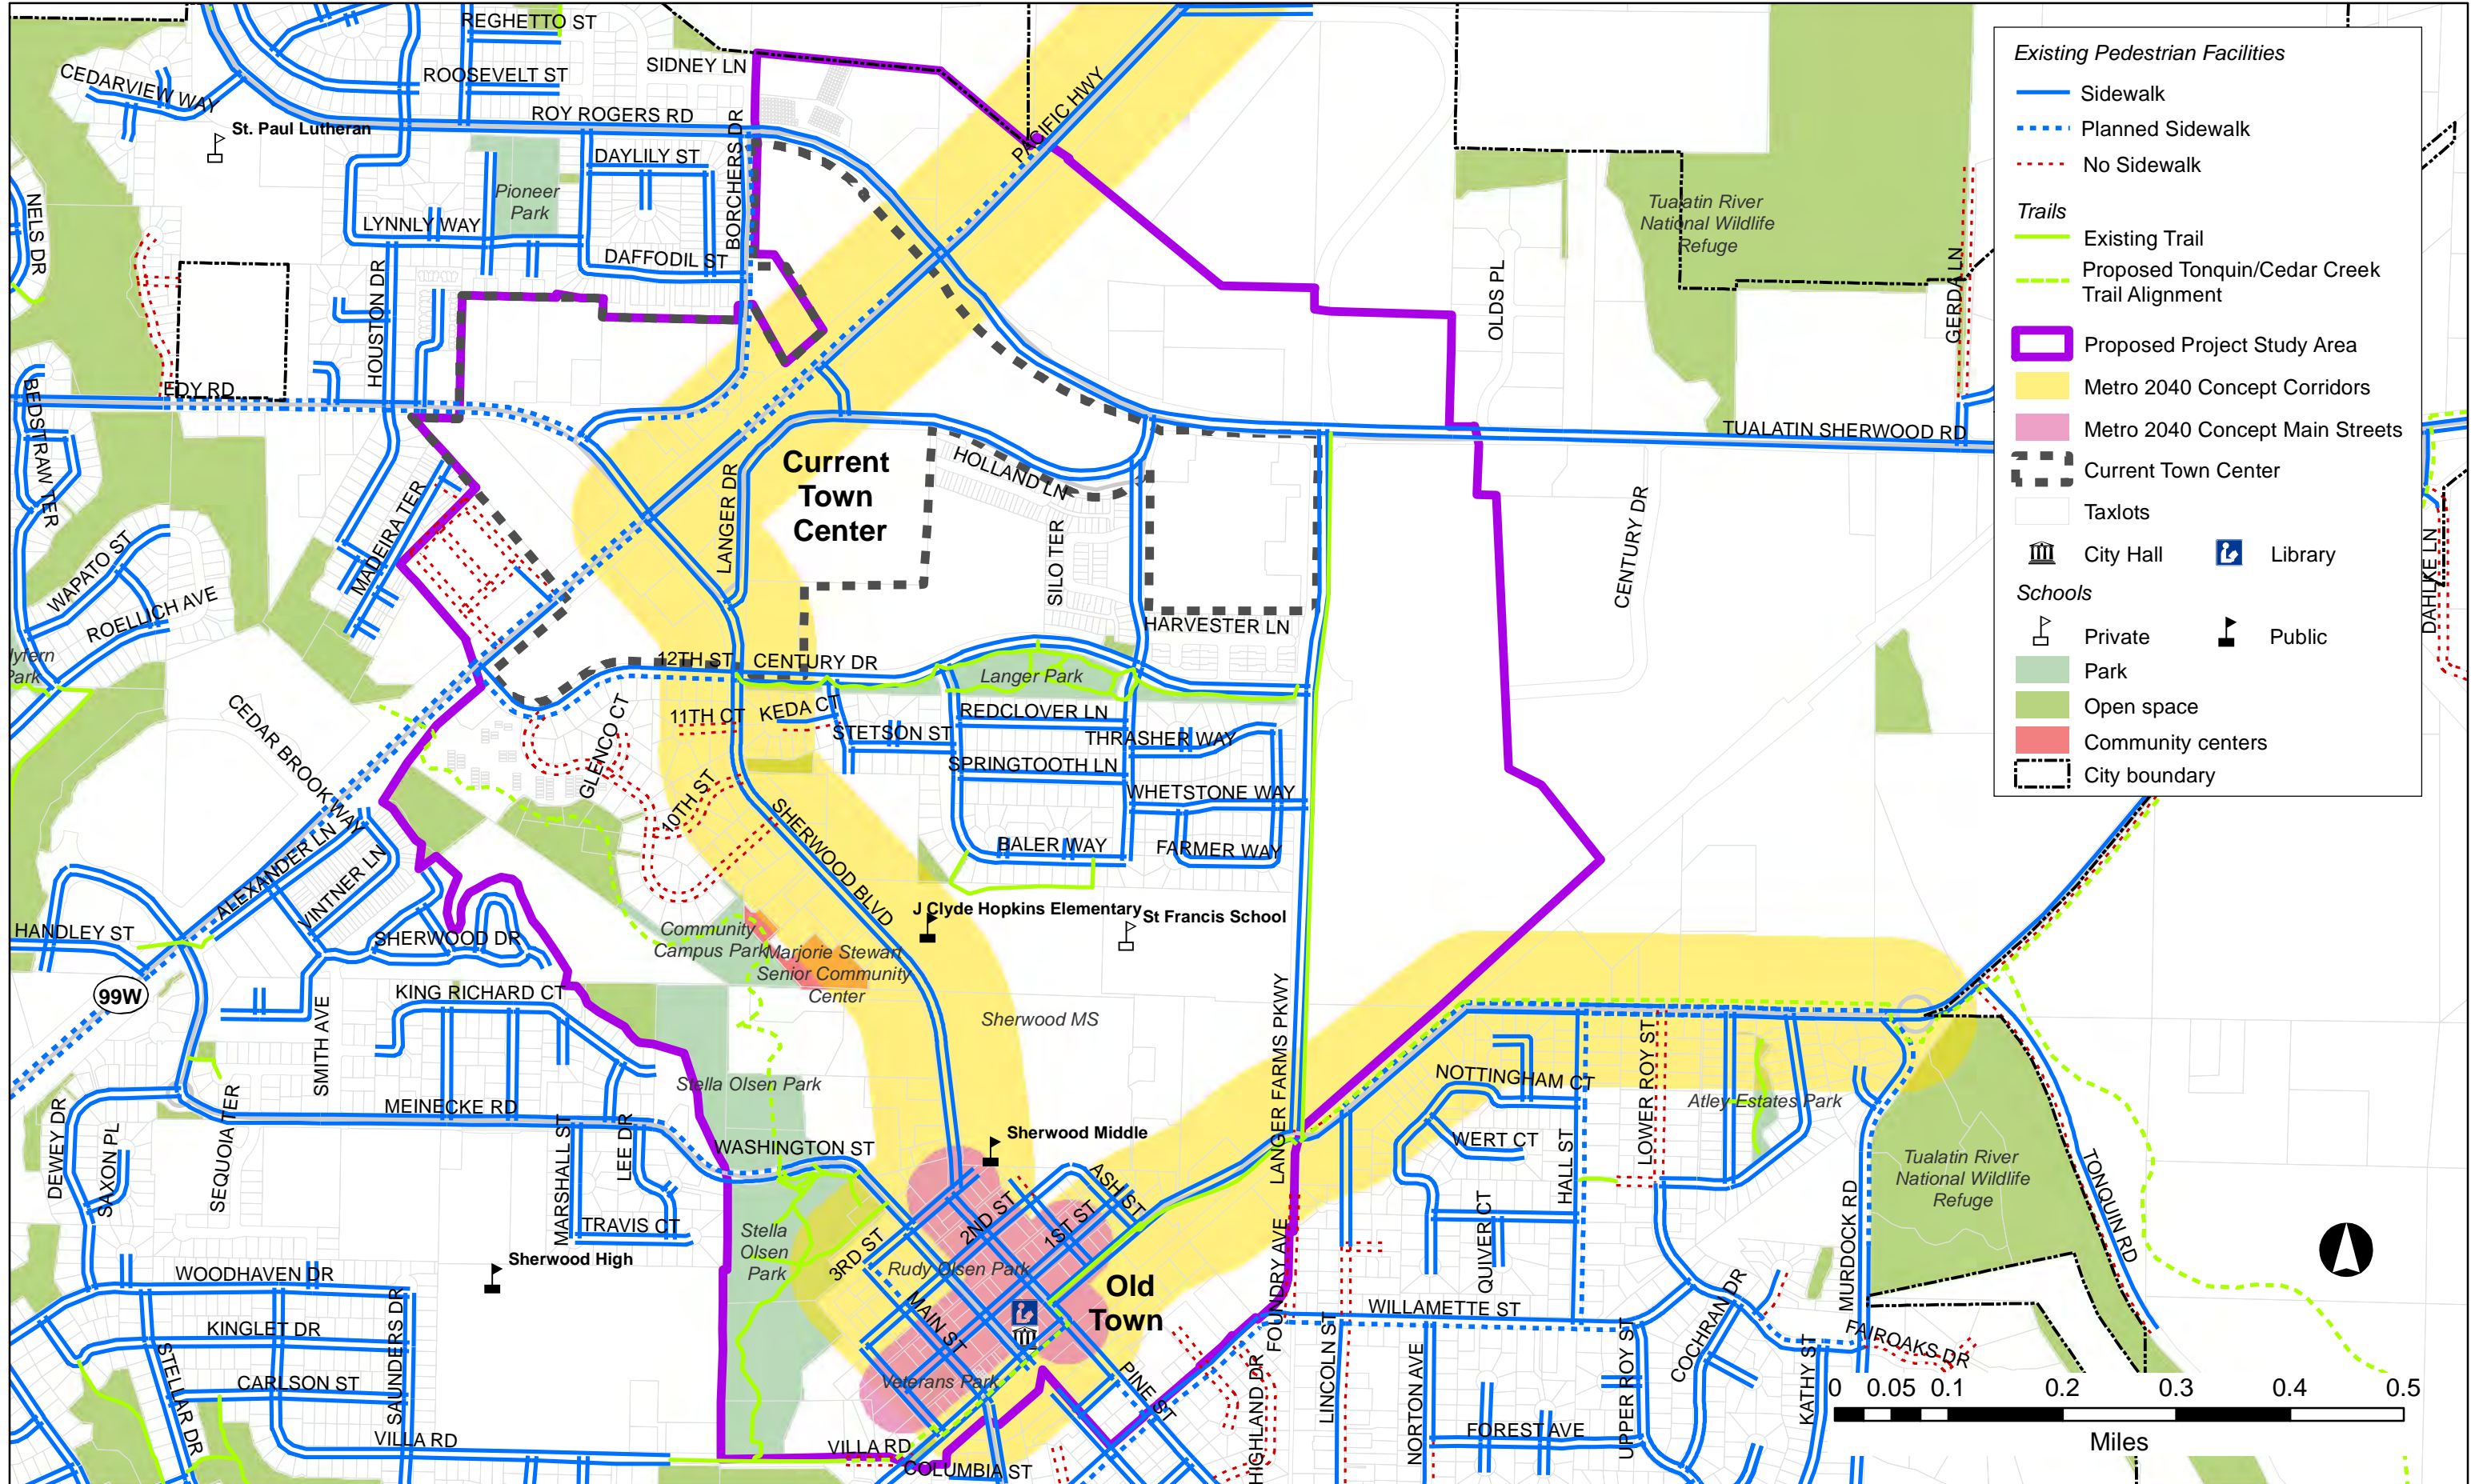 REGHETTO ST
SIDNEY LN
ROOSEVELT ST
CEDARVIEW WAY
ROY ROGERS RD
St. Paul Lutheran
DAYLILY ST
BORCHERS DR
PACIFIC HWY
Pioneer
Park
NELS DR
LYNNLY WAY
DAFFODIL ST
HOUSTON DR
Tualatin River
National Wildlife
Refuge
OLDS PL
GERDA LN
EDY RD
BEDSTRAW TER
TUALATIN SHERWOOD RD
Current
Town
Center
HOLLAND LN
LANGER DR
MADEIRA TER
SILO TER
CENTURY DR
DAHLKE LN
WAPATO ST
ROELLICH AVE
HARVESTER LN
lyfern
Park
12TH ST
CENTURY DR
Langer Park
CEDAR BROOK WAY
GLENCO CT
11TH CT
KEDA CT
REDCLOVER LN
STETSON ST
THRASHER WAY
SPRINGTOOTH LN
WHETSTONE WAY
10TH ST
SHERWOOD BLVD
BALER WAY
FARMER WAY
ALEXANDER LN
VINTNER LN
J Clyde Hopkins Elementary
St Francis School
HANDLEY ST
SHERWOOD DR
Community
Campus Park
Marjorie Stewart
Senior Community
Center
99W
KING RICHARD CT
SMITH AVE
Sherwood MS
LANGER FARMS PKWY
LOWER ROY ST
NOTTINGHAM CT
Stella Olsen Park
Atley Estates Park
DEWEY DR
SAXON PL
SEQUOIA TER
MEINECKE RD
MARSHALL ST
LEE DR
WASHINGTON ST
Sherwood Middle
WERT CT
HALL ST
Tualatin River
National Wildlife
Refuge
TONQUIN RD
ASH ST
2ND ST
1ST ST
TRAVIS CT
Stella
Olsen
Park
3RD ST
Rudy Olsen Park
Old
Town
FOUNDRY AVE
QUIVER CT
MURDOCK RD
Sherwood High
WOODHAVEN DR
MAIN ST
WILLAMETTE ST
KINGLET DR
SAUNDERS DR
STELLAR DR
CARLSON ST
Veterans Park
PINE ST
HIGHLAND DR
LINCOLN ST
NORTON AVE
UPPER ROY ST
COCHRAN DR
KATHY ST
FAIROAKS DR
VILLA RD
VILLA RD
COLUMBIA ST
FOREST AVE
Existing Pedestrian Facilities
Sidewalk
Planned Sidewalk
No Sidewalk
Trails
Existing Trail
Proposed Tonquin/Cedar Creek
Trail Alignment
Proposed Project Study Area
Metro 2040 Concept Corridors
Metro 2040 Concept Main Streets
Current Town Center
Taxlots
City Hall
Library
Schools
Private
Public
Park
Open space
Community centers
City boundary
0 0.05 0.1 0.2 0.3 0.4 0.5
Miles